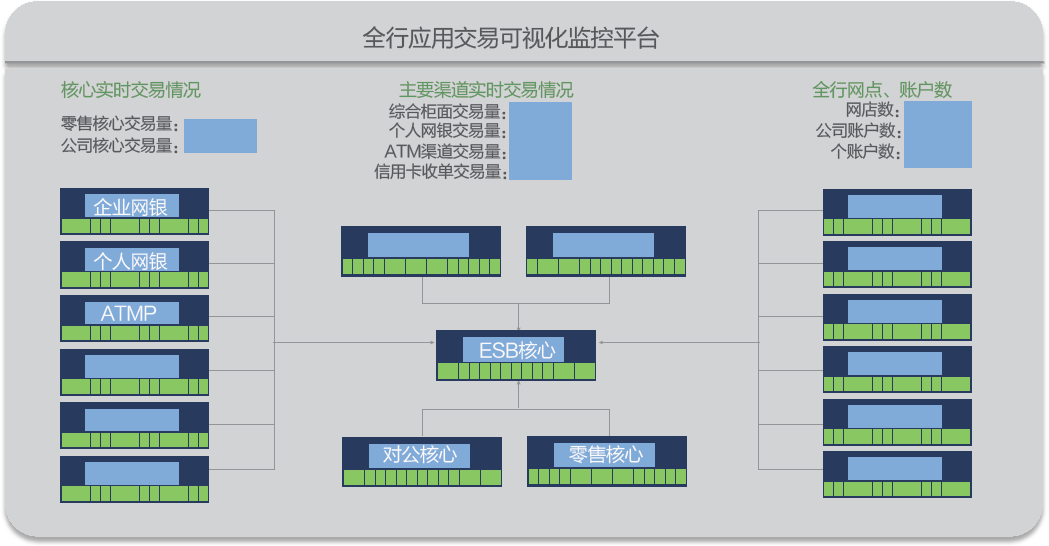 全行应用交易可视化监控平台
核心实时交易情况
零售核心交易量：
公司核心交易量：
主要渠道实时交易情况
综合柜面交易量：
个人网银交易量：
ATM渠道交易量：
信用卡收单交易量：
全行网点、账户数
网店数：
公司账户数：
个账户数：
企业网银
个人网银
ATMP
ESB核心
对公核心
零售核心